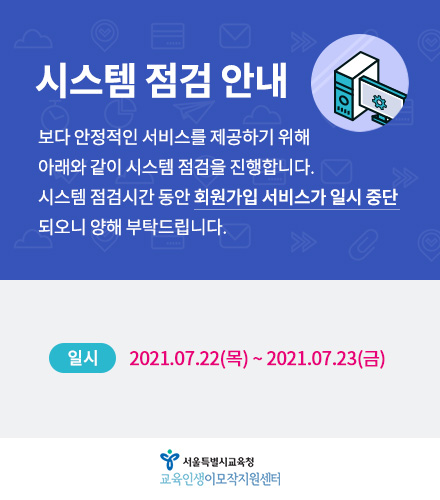 시스템 점검 안내
보다 안정적인 서비스를 제공하기 위해
아래와 같이 시스템 점검을 진행합니다.
시스템 점검시간 동안 회원가입 서비스가 일시 중단
되오니 양해 부탁드립니다.
일시 2021.07.22(목) ~ 2021.07.23(금)
서울특별시교육청
교육인생이모작지원센터